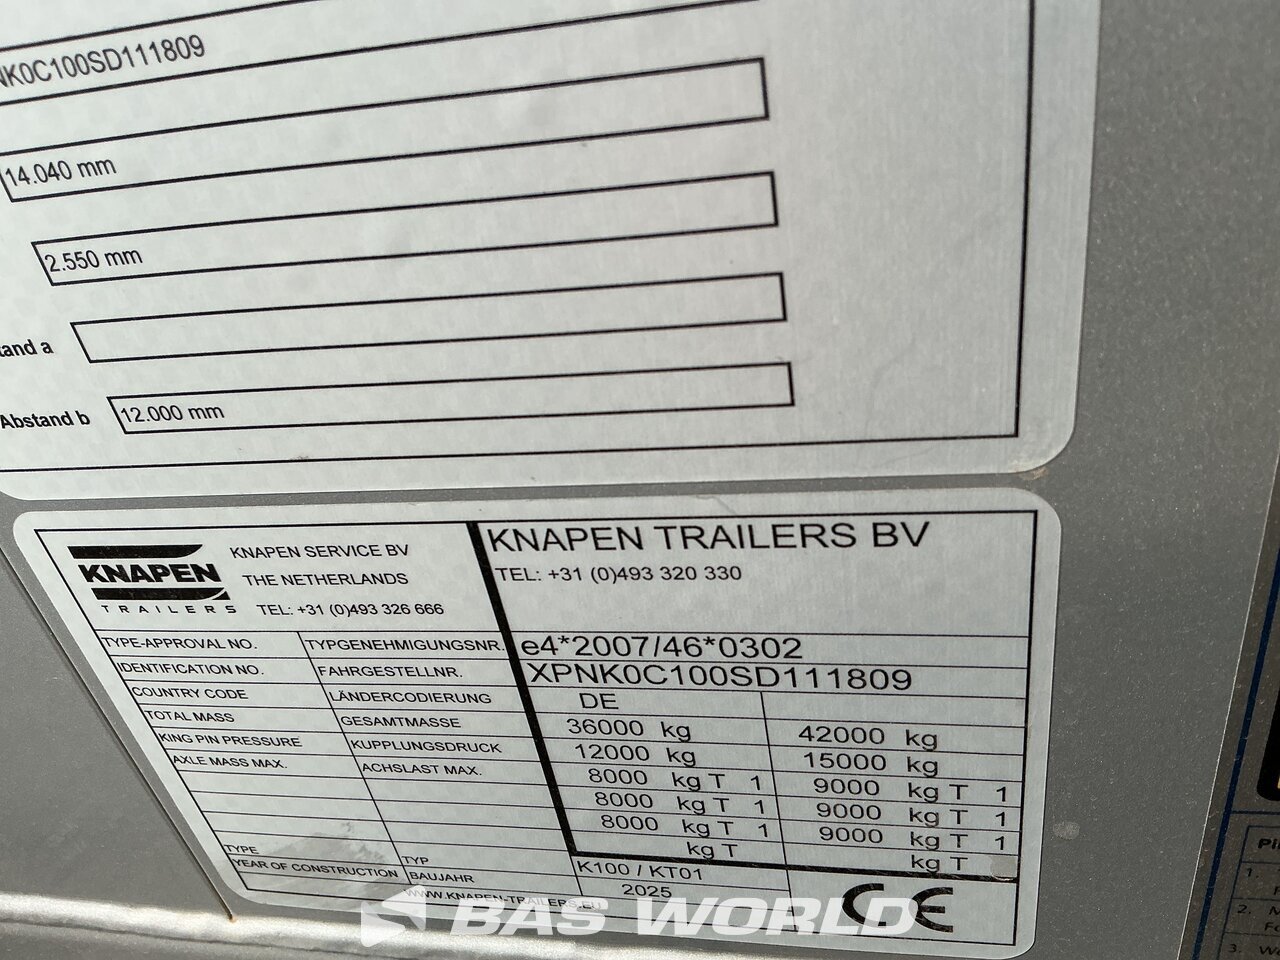 NK0C100SD111809
14.040 mm
2.550 mm
tand a
Abstand b 12.000 mm
KNAPEN
TRAILERS
KNAPEN SERVICE BV
THE NETHERLANDS
TEL: +31 (0)493 326 666
KNAPEN TRAILERS BV
TEL: +31 (0)493 320 330
TYPE-APPROVAL NO. TYPGENEHMIGUNGSNR. e4*2007/46*0302
IDENTIFICATION NO. FAHRGESTELLNR. XPNK0C100SD111809
COUNTRY CODE LÄNDERCODIERUNG DE
TOTAL MASS GESAMTMASSE 36000 kg 42000 kg
KING PIN PRESSURE KUPPLUNGSDRUCK 12000 kg 15000 kg
AXLE MASS MAX. ACHSLAST MAX. 8000 kg T 1 9000 kg T 1
8000 kg T 1 9000 kg T 1
8000 kg T 1 9000 kg T 1
kg T kg T
TYPE TYP K100 / KT01
YEAR OF CONSTRUCTION BAUJAHR 2025
WWW.KNAPEN-TRAILERS.EU
CE
BAS WORLD
1.
2.
3.